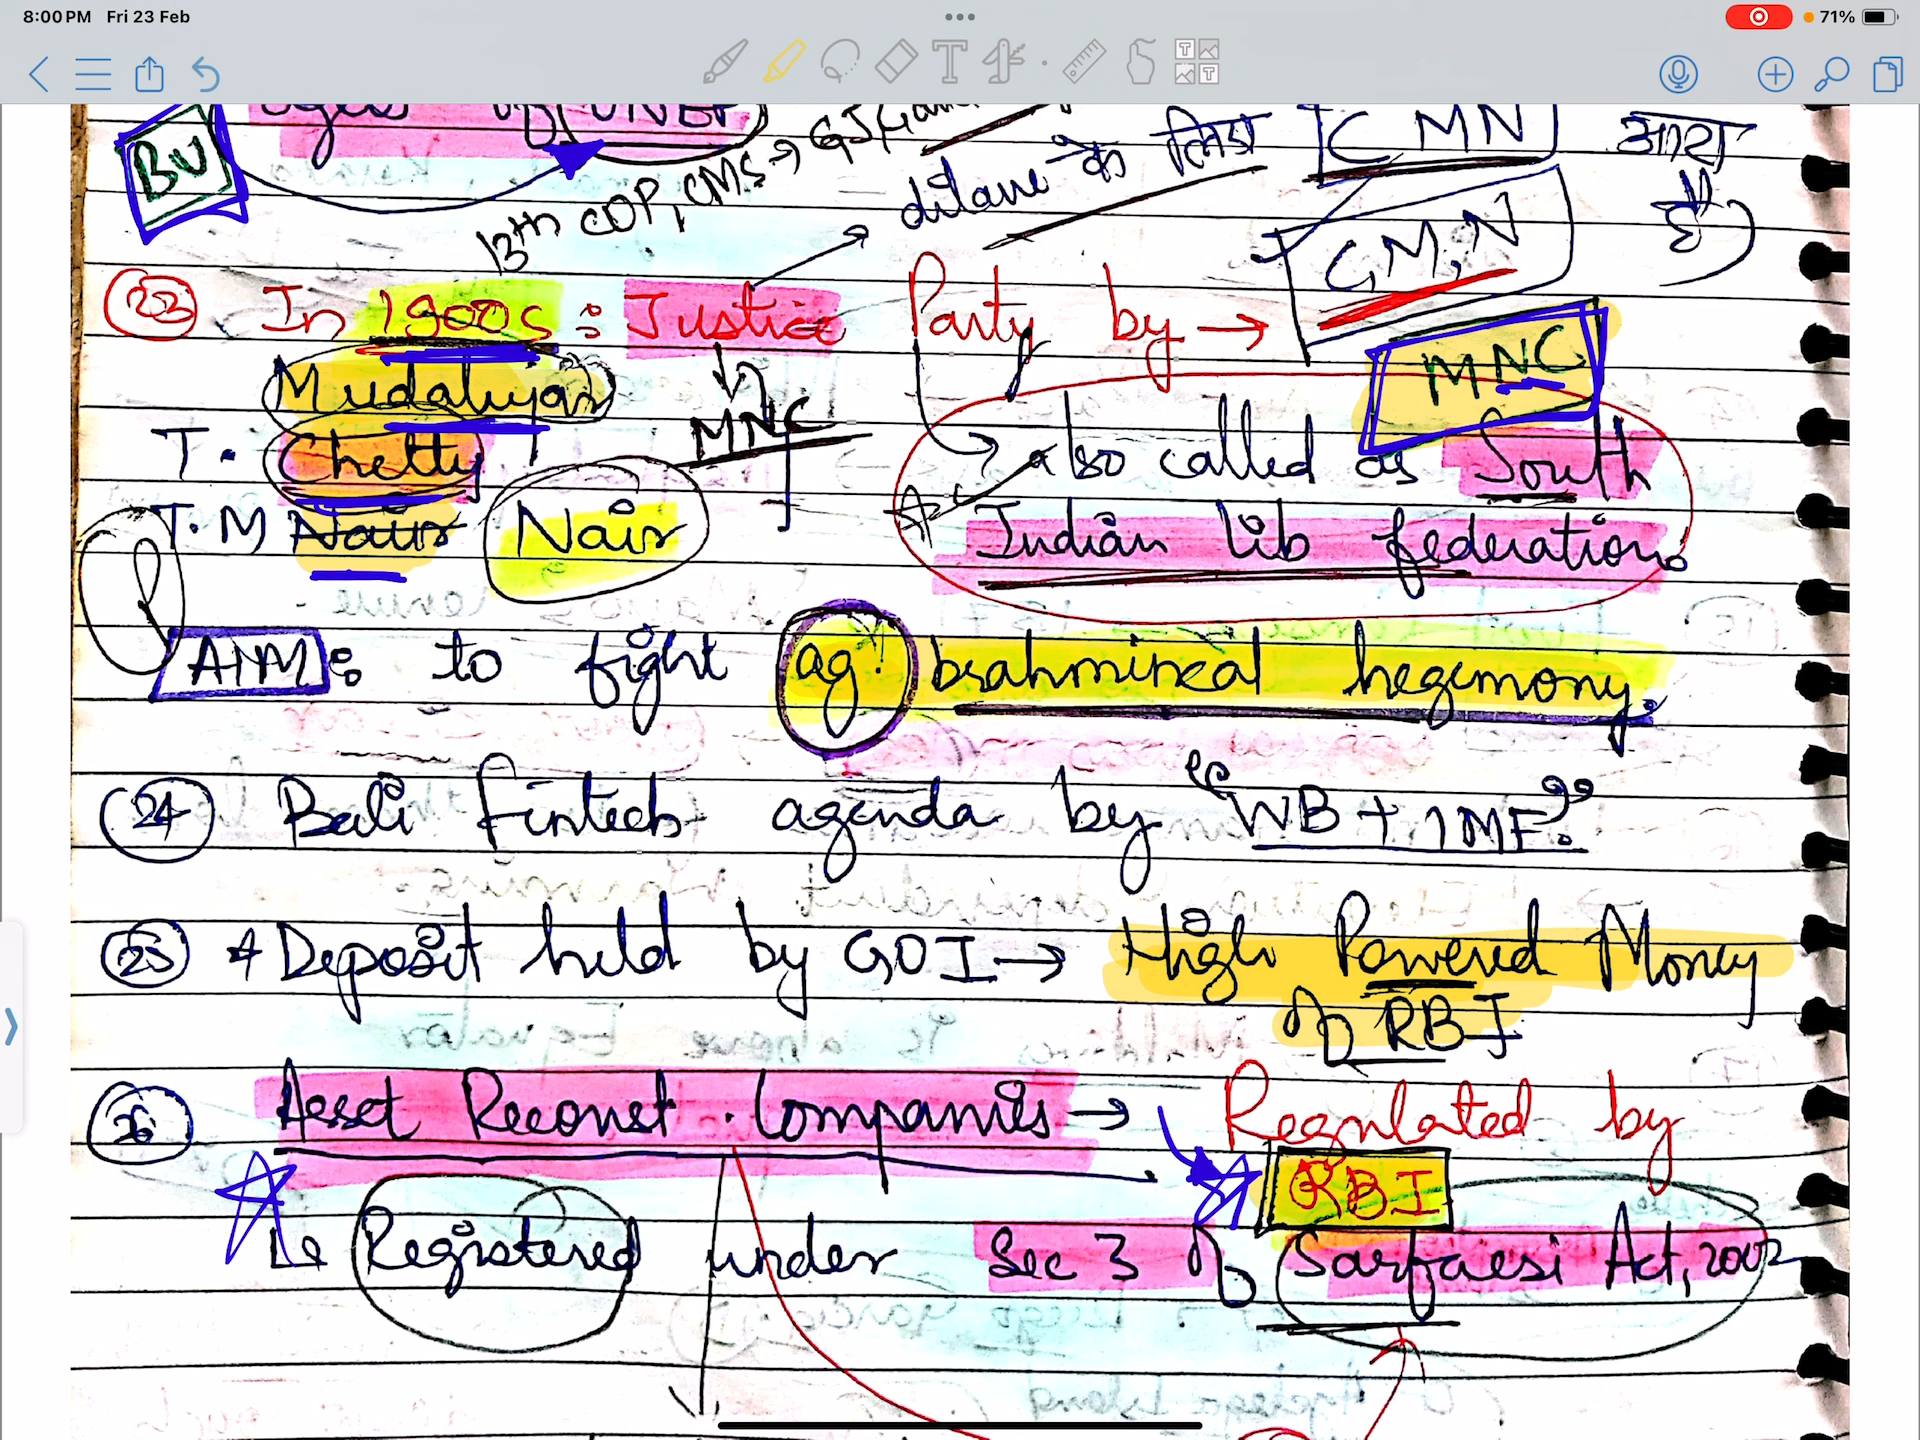 8:00 PM Fri 23 Feb
71%
BU
13th COP, CMS →
dilane के लिए CMN आया है)
C,M,N
(23) In 1900s : Justice Party by →
MNC
Mudaliyar
MNC
T. Chetty
also called as South
T.M Nair Nair
Indian lib federation.
AIM: to fight ag. brahminical hegemony.
(24) Bali Fintech agenda by "WB + IMF".
(25) Deposit held by GOI → High Powered Money
of RBI
(26) Asset Reconst. Companies → Regulated by
RBI
Registered under Sec 3 of Sarfaesi Act, 2002